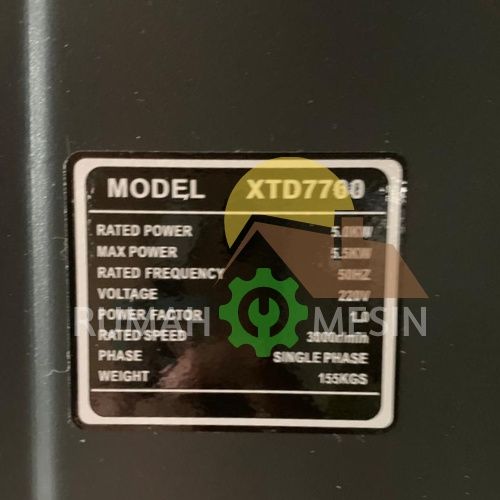 MODEL XTD7760
RATED POWER 5.0KW
MAX POWER 5.5KW
RATED FREQUENCY 50HZ
VOLTAGE 220V
POWER FACTOR 1.0
RUMAH MESIN
RATED SPEED 3000r/min
PHASE SINGLE PHASE
WEIGHT 155KGS